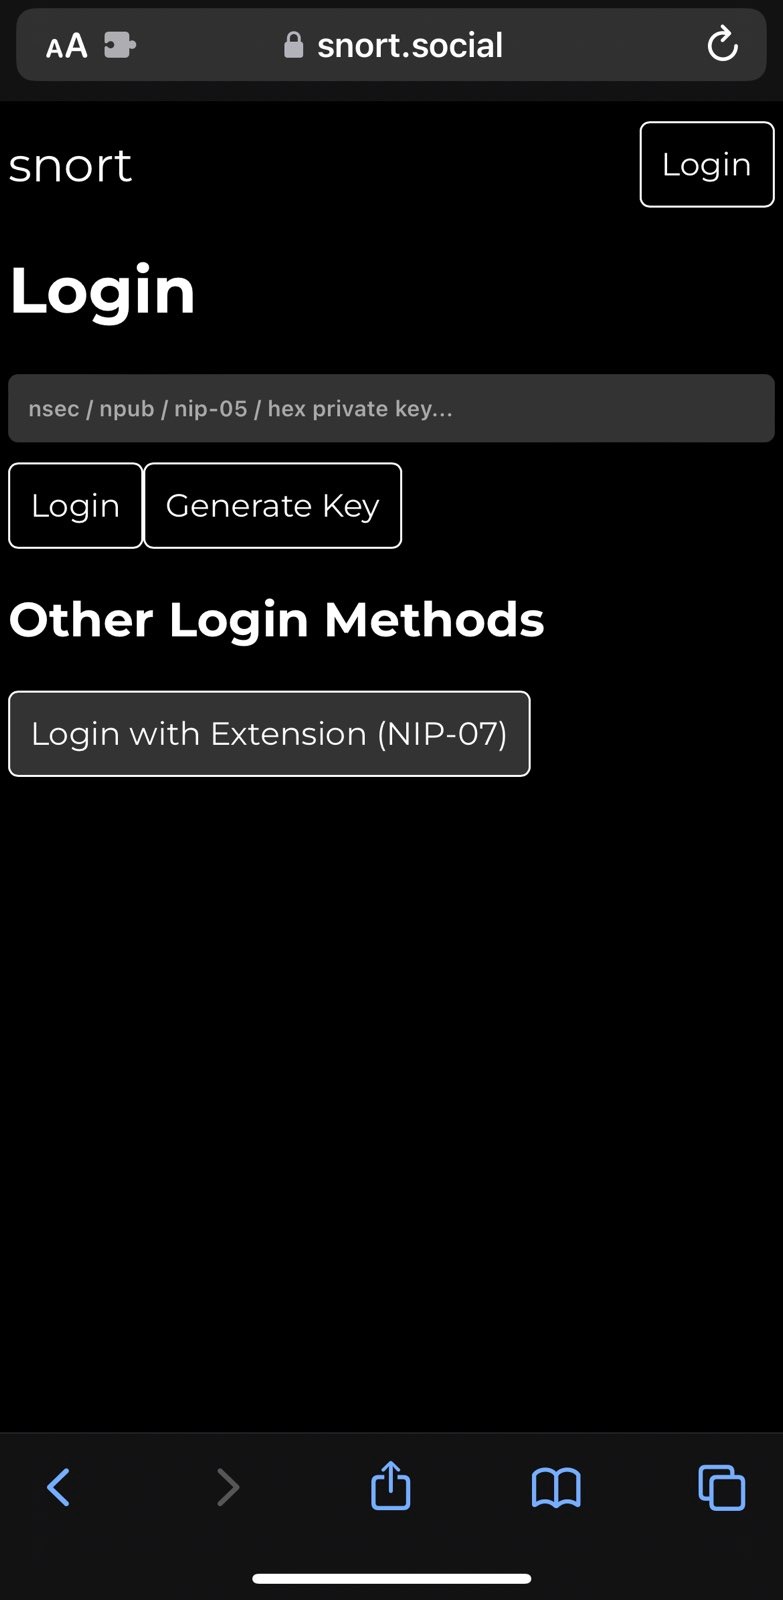 AA snort.social
snort Login
Login
nsec / npub / nip-05 / hex private key...
Login Generate Key
Other Login Methods
Login with Extension (NIP-07)